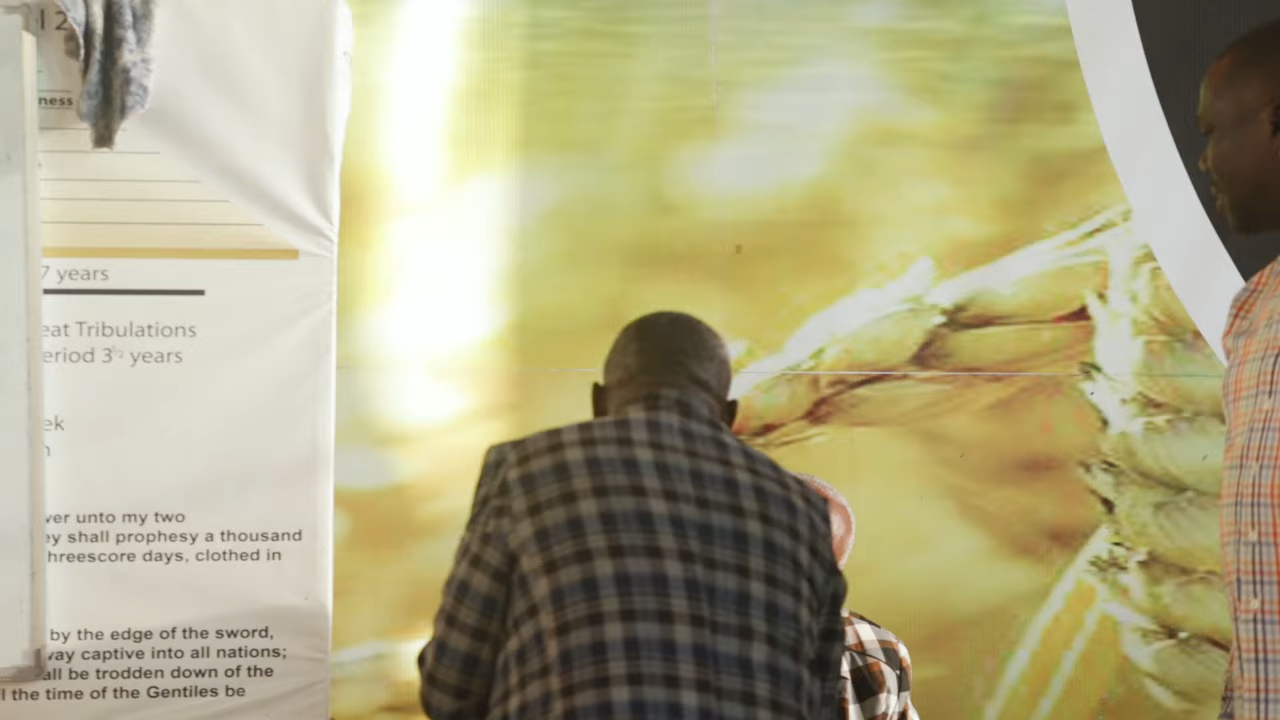 12
ness
7 years
eat Tribulations
eriod 3½ years
ek
ver unto my two
ey shall prophesy a thousand
hreescore days, clothed in
by the edge of the sword,
vay captive into all nations;
all be trodden down of the
l the time of the Gentiles be